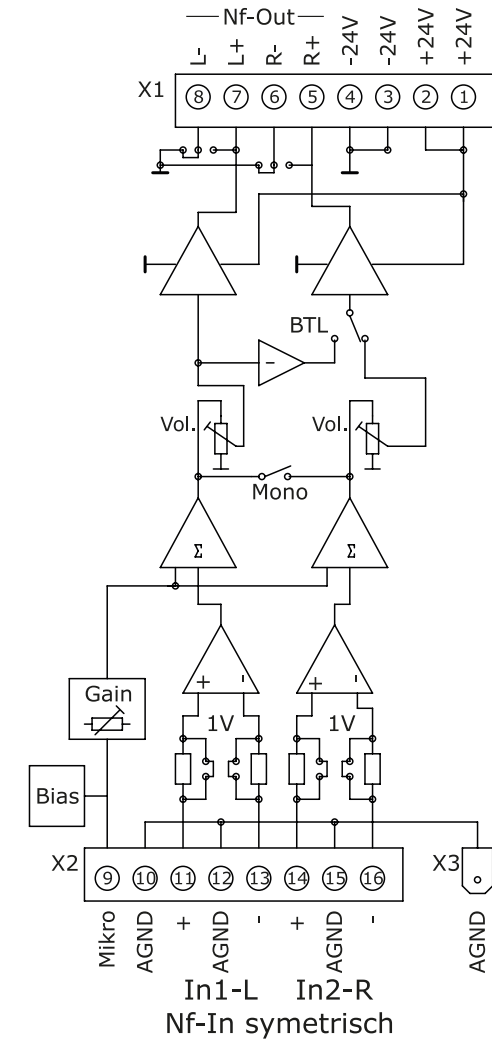 Nf-Out
L- L+ R- R+ -24V -24V +24V +24V
X1
8 7 6 5 4 3 2 1
BTL
-
Vol. Vol.
Mono
Σ Σ
+ - + -
Gain
1V 1V
Bias
X2 X3
9 10 11 12 13 14 15 16
Mikro AGND + AGND - + AGND - AGND
In1-L In2-R
Nf-In symetrisch